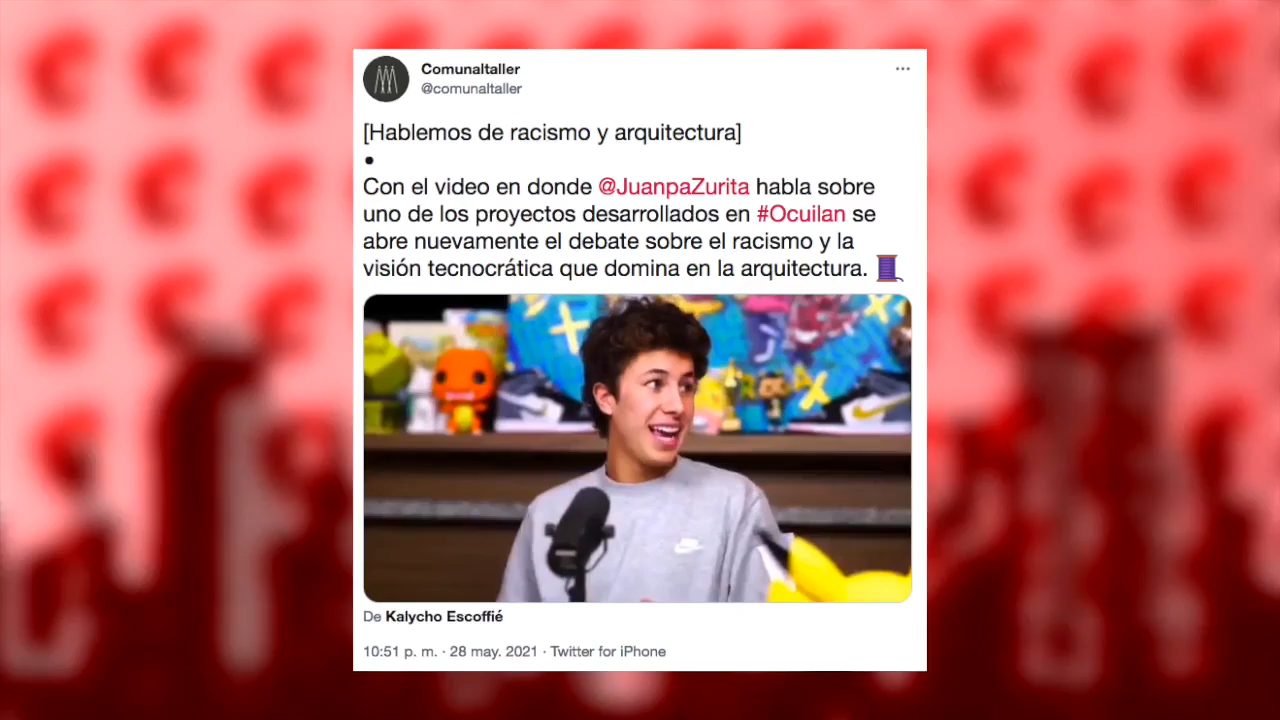 Comunaltaller
@comunaltaller
[Hablemos de racismo y arquitectura]
•
Con el video en donde @JuanpaZurita habla sobre
uno de los proyectos desarrollados en #Ocuilan se
abre nuevamente el debate sobre el racismo y la
visión tecnocrática que domina en la arquitectura. 🧵
De Kalycho Escoffié
10:51 p. m. · 28 may. 2021 · Twitter for iPhone